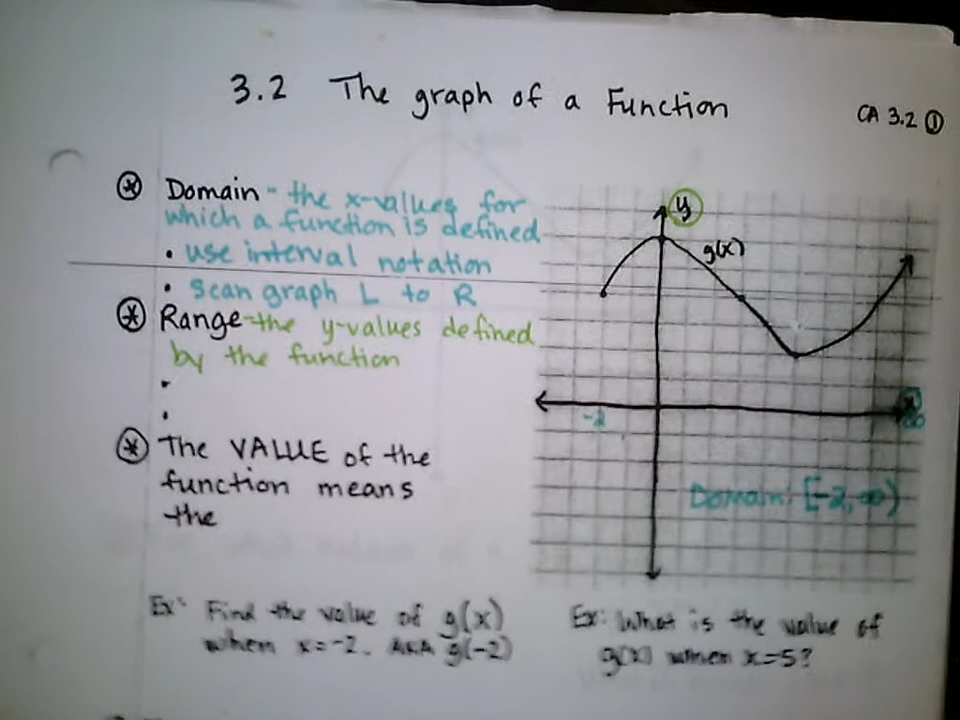 3.2 The graph of a Function
CA 3.2 ①
⊛ Domain - the x-values for
which a function is defined
• use interval notation
• Scan graph L to R
⊛ Range - the y-values defined
by the function
•
•
⊛ The VALUE of the
function means
the
y
g(x)
x
-2
∞
Domain: [-2, ∞)
Ex: Find the value of g(x)
when x=-2. AKA g(-2)
Ex: What is the value of
g(x) when x=5?